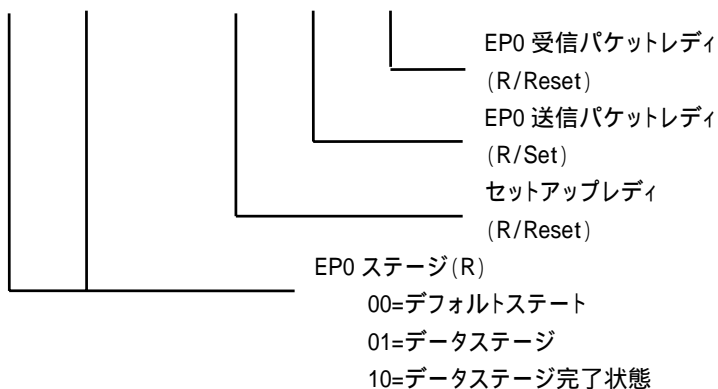 EP0 受信パケットレディ
(R/Reset)
EP0 送信パケットレディ
(R/Set)
セットアップレディ
(R/Reset)
EP0 ステージ(R)
00=デフォルトステート
01=データステージ
10=データステージ完了状態